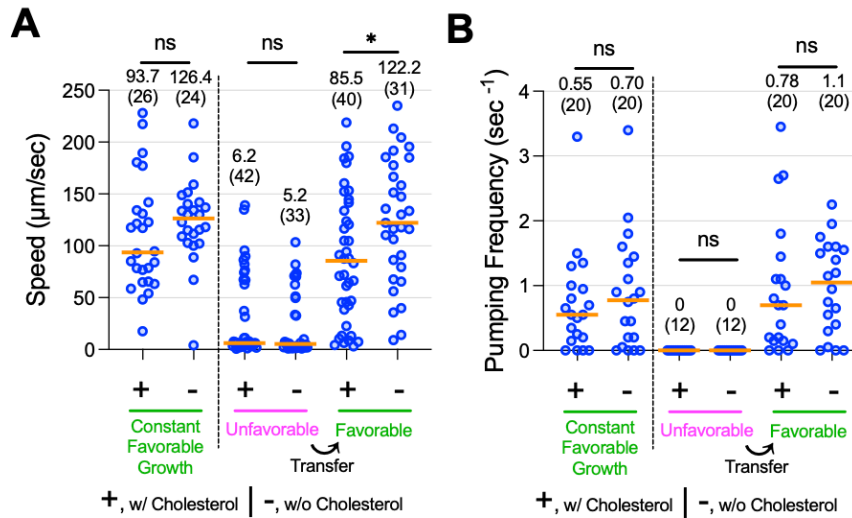 A
ns
ns
*
93.7 126.4
(26) (24)
6.2
(42)
5.2
(33)
85.5
(40)
122.2
(31)
Speed (µm/sec)
250
200
150
100
50
0
+ - + - + -
Constant
Favorable
Growth
Unfavorable
Favorable
Transfer
+, w/ Cholesterol | -, w/o Cholesterol
B
ns
ns
ns
0.55 0.70
(20) (20)
0 0
(12) (12)
0.78 1.1
(20) (20)
Pumping Frequency (sec⁻¹)
4
3
2
1
0
+ - + - + -
Constant
Favorable
Growth
Unfavorable
Favorable
Transfer
+, w/ Cholesterol | -, w/o Cholesterol